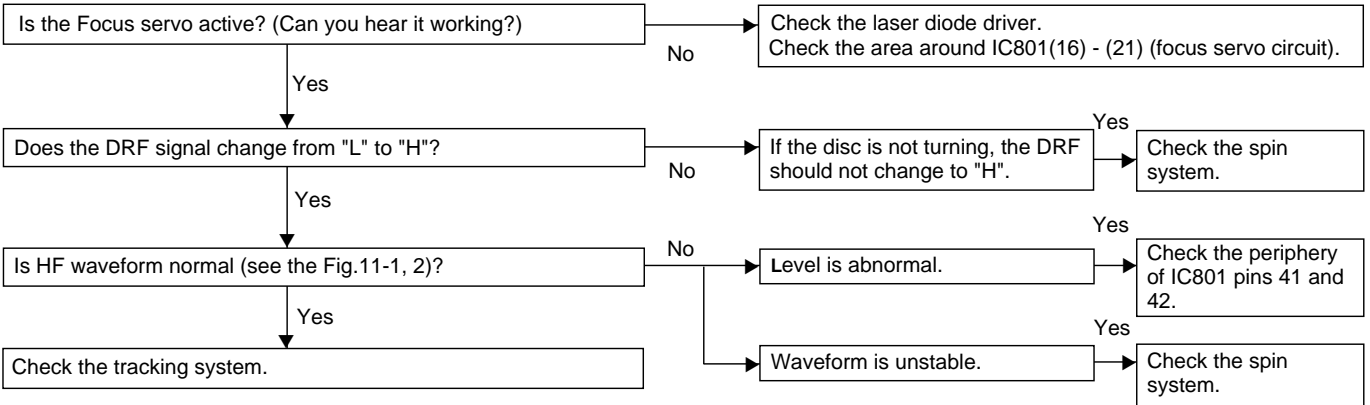 Is the Focus servo active? (Can you hear it working?)
No
Check the laser diode driver.
Check the area around IC801(16) - (21) (focus servo circuit).
Yes
Does the DRF signal change from "L" to "H"?
No
If the disc is not turning, the DRF
should not change to "H".
Yes
Check the spin
system.
Yes
Is HF waveform normal (see the Fig.11-1, 2)?
No
Level is abnormal.
Yes
Check the periphery
of IC801 pins 41 and
42.
Yes
Check the tracking system.
Waveform is unstable.
Yes
Check the spin
system.